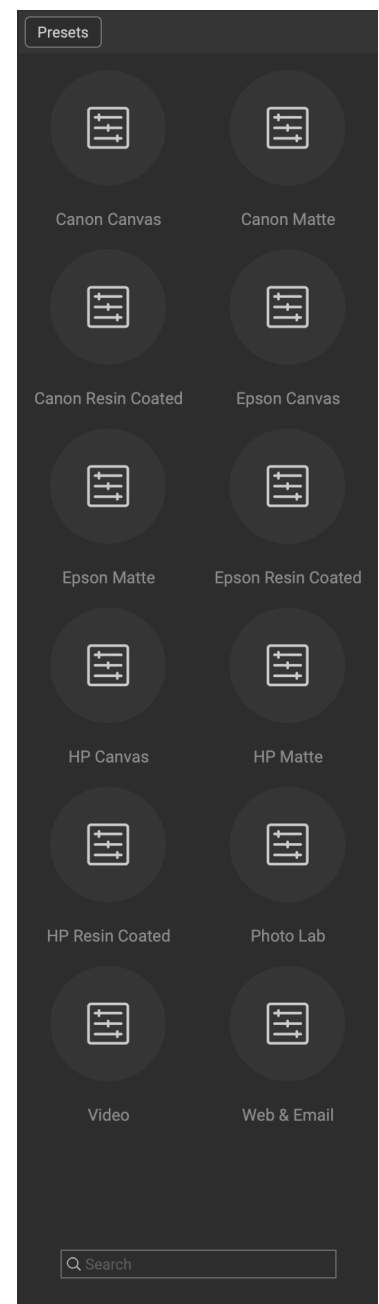 Presets
Canon Canvas
Canon Matte
Canon Resin Coated
Epson Canvas
Epson Matte
Epson Resin Coated
HP Canvas
HP Matte
HP Resin Coated
Photo Lab
Video
Web & Email
Search